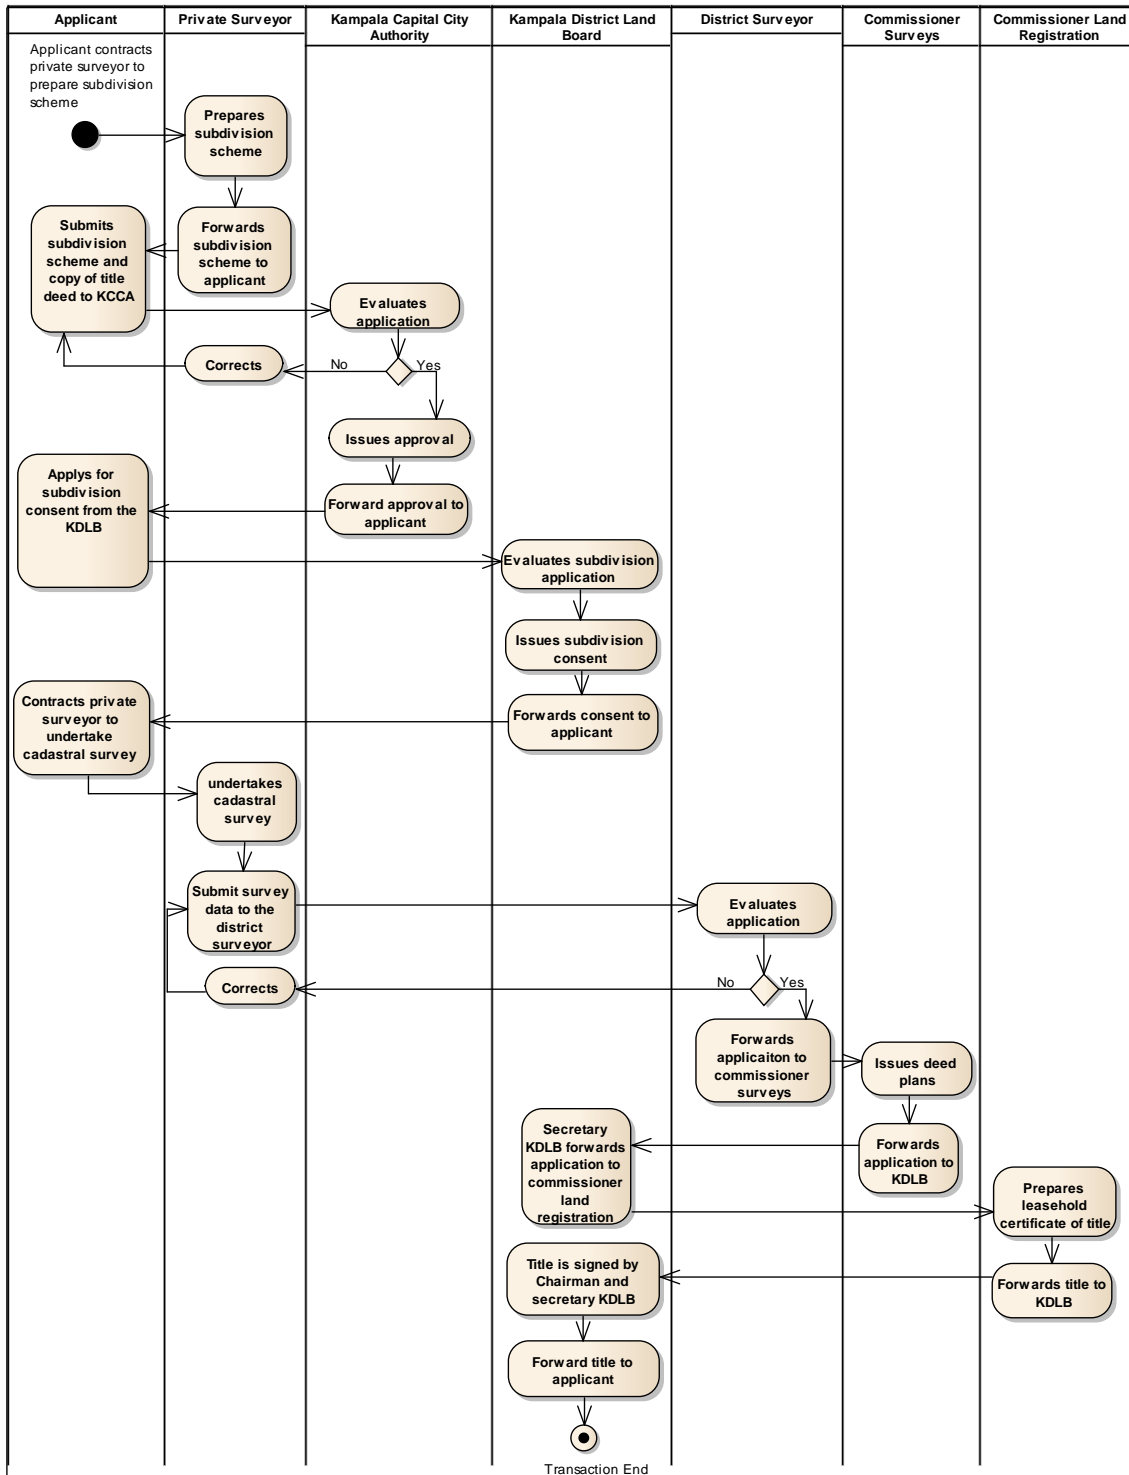 Applicant
Private Surveyor
Kampala Capital City
Authority
Kampala District Land
Board
District Surveyor
Commissioner
Surveys
Commissioner Land
Registration
Applicant contracts
private surveyor to
prepare subdivision
scheme
Prepares
subdivision
scheme
Submits
subdivision
scheme and
copy of title
deed to KCCA
Forwards
subdivision
scheme to
applicant
Evaluates
application
Corrects
No
Yes
Issues approval
Applys for
subdivision
consent from the
KDLB
Forward approval to
applicant
Evaluates subdivision
application
Issues subdivision
consent
Contracts private
surveyor to
undertake
cadastral survey
Forwards consent to
applicant
undertakes
cadastral
survey
Submit survey
data to the
district
surveyor
Evaluates
application
Corrects
No
Yes
Forwards
applicaiton to
commissioner
surveys
Issues deed
plans
Secretary
KDLB forwards
application to
commissioner
land
registration
Forwards
application to
KDLB
Prepares
leasehold
certificate of title
Title is signed by
Chairman and
secretary KDLB
Forwards title to
KDLB
Forward title to
applicant
Transaction End